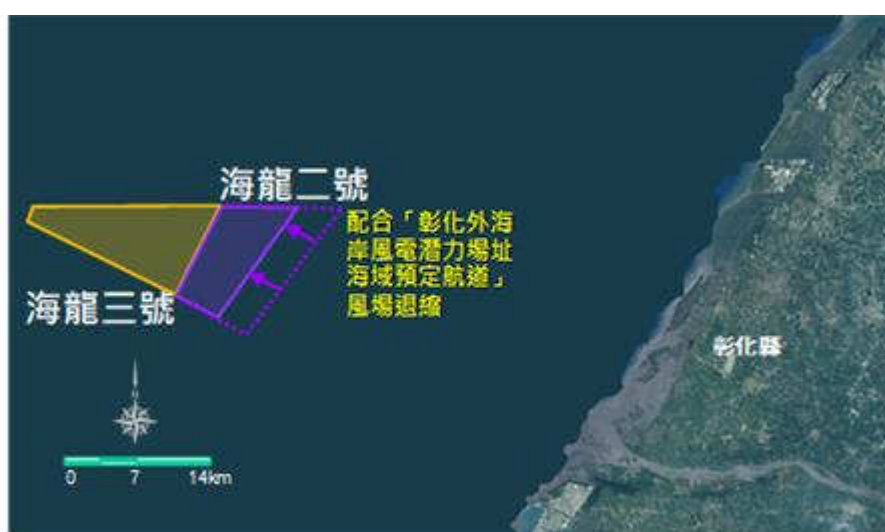 海龍二號
配合「彰化外海
岸風電潛力場址
海域預定航道」
風場退縮
海龍三號
彰化縣
N
0 7 14km